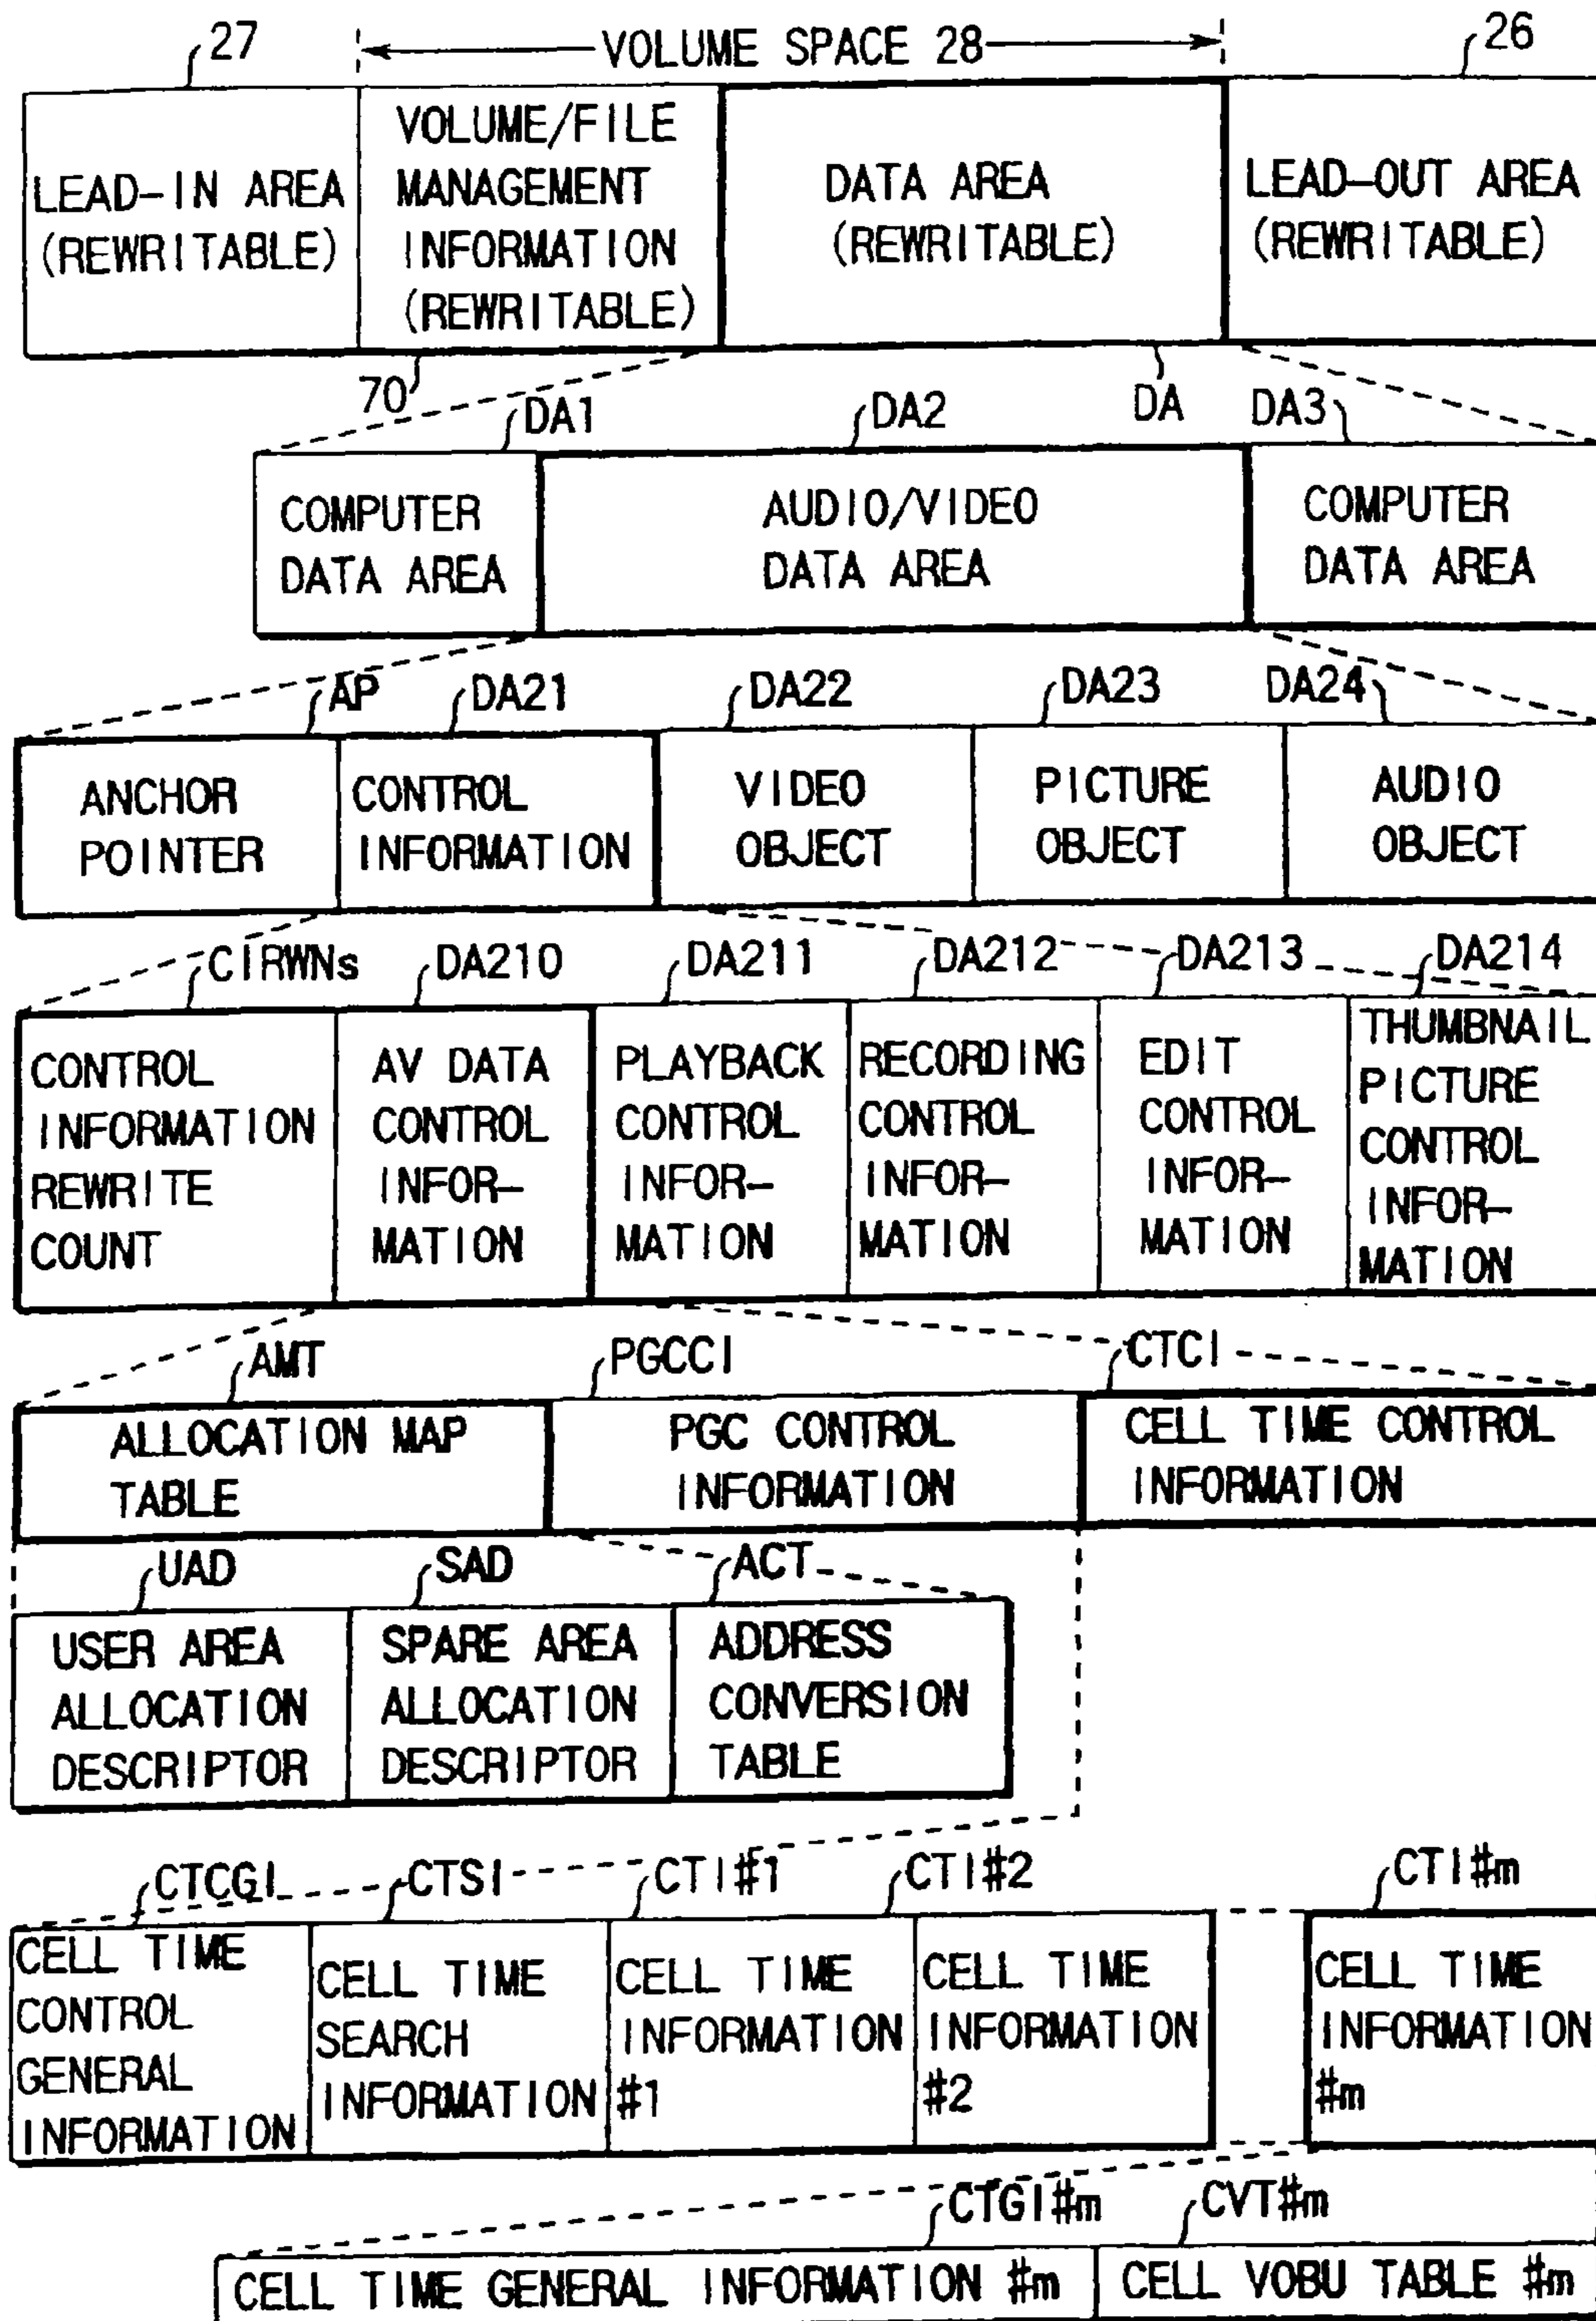 27
VOLUME SPACE 28
26
LEAD-IN AREA
(REWRITABLE)
VOLUME/FILE
MANAGEMENT
INFORMATION
(REWRITABLE)
DATA AREA
(REWRITABLE)
LEAD-OUT AREA
(REWRITABLE)
70
DA1
DA2
DA
DA3
COMPUTER
DATA AREA
AUDIO/VIDEO
DATA AREA
COMPUTER
DATA AREA
AP
DA21
DA22
DA23
DA24
ANCHOR
POINTER
CONTROL
INFORMATION
VIDEO
OBJECT
PICTURE
OBJECT
AUDIO
OBJECT
CIRWNs
DA210
DA211
DA212
DA213
DA214
CONTROL
INFORMATION
REWRITE
COUNT
AV DATA
CONTROL
INFOR-
MATION
PLAYBACK
CONTROL
INFOR-
MATION
RECORDING
CONTROL
INFOR-
MATION
EDIT
CONTROL
INFOR-
MATION
THUMBNAIL
PICTURE
CONTROL
INFOR-
MATION
AMT
PGCCI
CTCI
ALLOCATION MAP
TABLE
PGC CONTROL
INFORMATION
CELL TIME CONTROL
INFORMATION
UAD
SAD
ACT
USER AREA
ALLOCATION
DESCRIPTOR
SPARE AREA
ALLOCATION
DESCRIPTOR
ADDRESS
CONVERSION
TABLE
CTCGI
CTSI
CTI#1
CTI#2
CTI#m
CELL TIME
CONTROL
GENERAL
INFORMATION
CELL TIME
SEARCH
INFORMATION
CELL TIME
INFORMATION
#1
CELL TIME
INFORMATION
#2
CELL TIME
INFORMATION
#m
CTGI#m
CVT#m
CELL TIME GENERAL INFORMATION #m
CELL VOBU TABLE #m